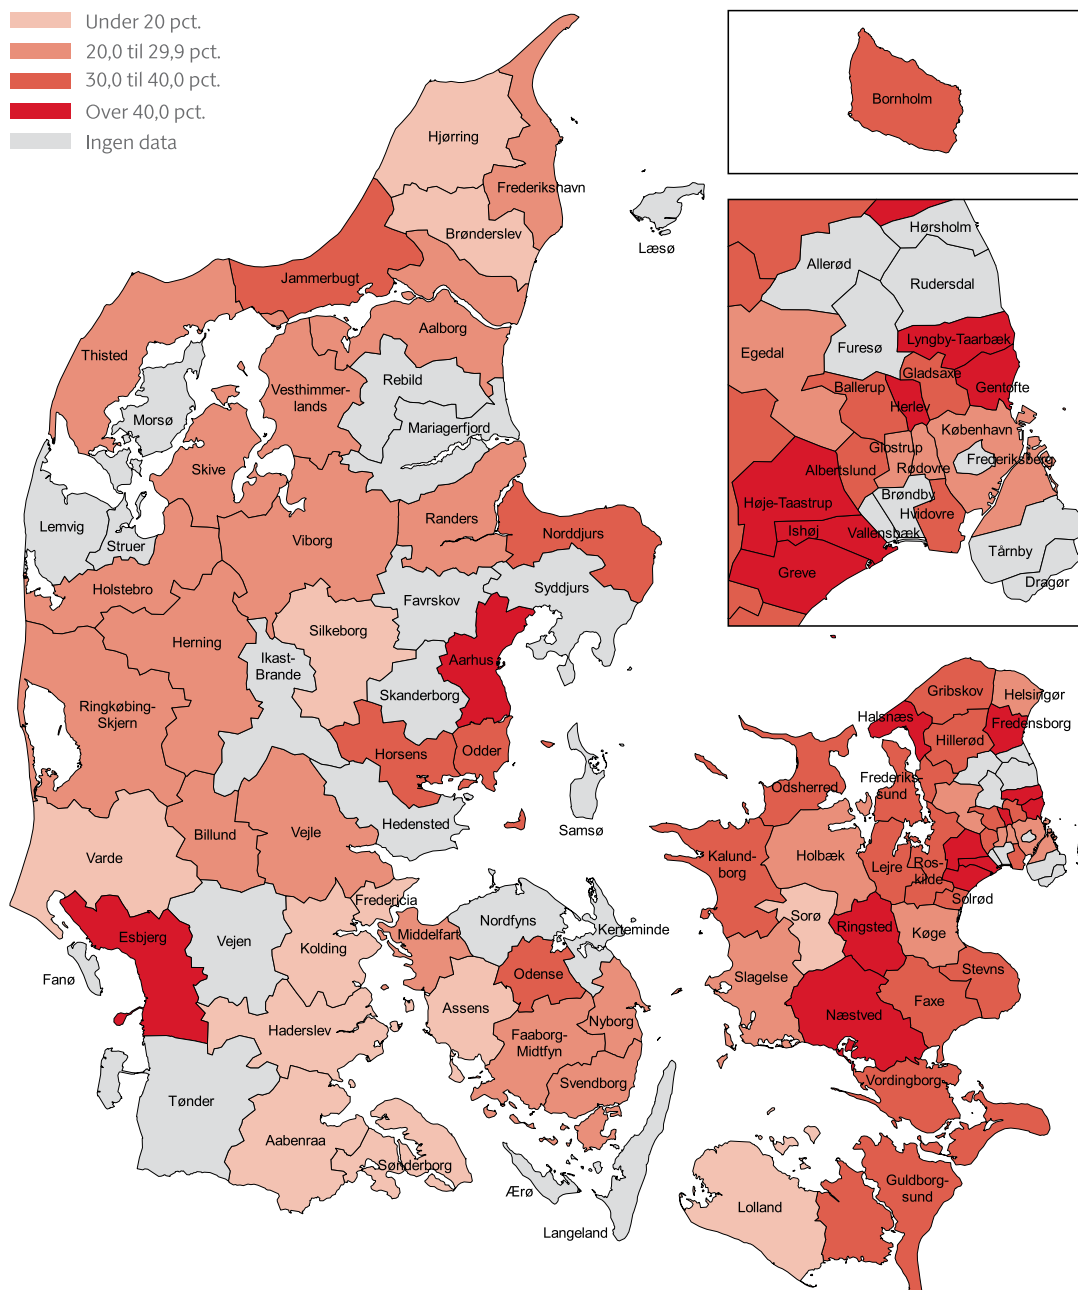 Under 20 pct.
20,0 til 29,9 pct.
30,0 til 40,0 pct.
Over 40,0 pct.
Ingen data
Hjørring
Frederikshavn
Brønderslev
Jammerbugt
Læsø
Aalborg
Thisted
Rebild
Vesthimmer-
lands
Morsø
Mariagerfjord
Skive
Lemvig
Struer
Viborg
Randers
Norddjurs
Holstebro
Favrskov
Syddjurs
Silkeborg
Herning
Ikast-
Brande
Aarhus
Skanderborg
Ringkøbing-
Skjern
Horsens
Odder
Hedensted
Samsø
Billund
Vejle
Varde
Fredericia
Esbjerg
Vejen
Kolding
Fanø
Nordfyns
Kerteminde
Middelfart
Odense
Assens
Haderslev
Faaborg-
Midtfyn
Nyborg
Svendborg
Tønder
Aabenraa
Sønderborg
Ærø
Langeland
Bornholm
Hørsholm
Allerød
Rudersdal
Furesø
Lyngby-Taarbæk
Egedal
Gladsaxe
Ballerup
Gentofte
Herlev
København
Glostrup
Frederiksberg
Albertslund
Rødovre
Brøndby
Høje-Taastrup
Hvidovre
Ishøj
Vallensbæk
Tårnby
Greve
Dragør
Gribskov
Helsingør
Halsnæs
Fredensborg
Hillerød
Frederiks-
sund
Odsherred
Holbæk
Kalund-
borg
Lejre
Ros-
kilde
Solrød
Sorø
Ringsted
Køge
Slagelse
Stevns
Faxe
Næstved
Vordingborg
Guldborg-
sund
Lolland